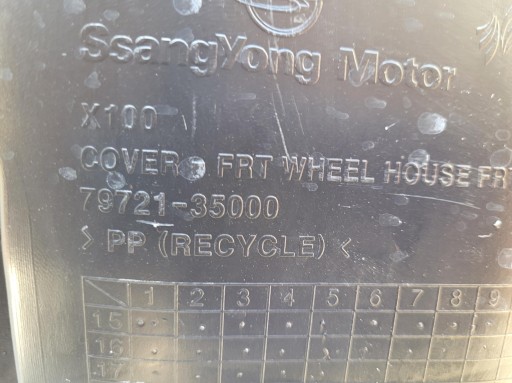 SsangYong Motor
X100
COVER - FRT WHEEL HOUSE FR
79721-35000
> PP (RECYCLE) <
1 2 3 4 5 6 7 8 9
15
16
17